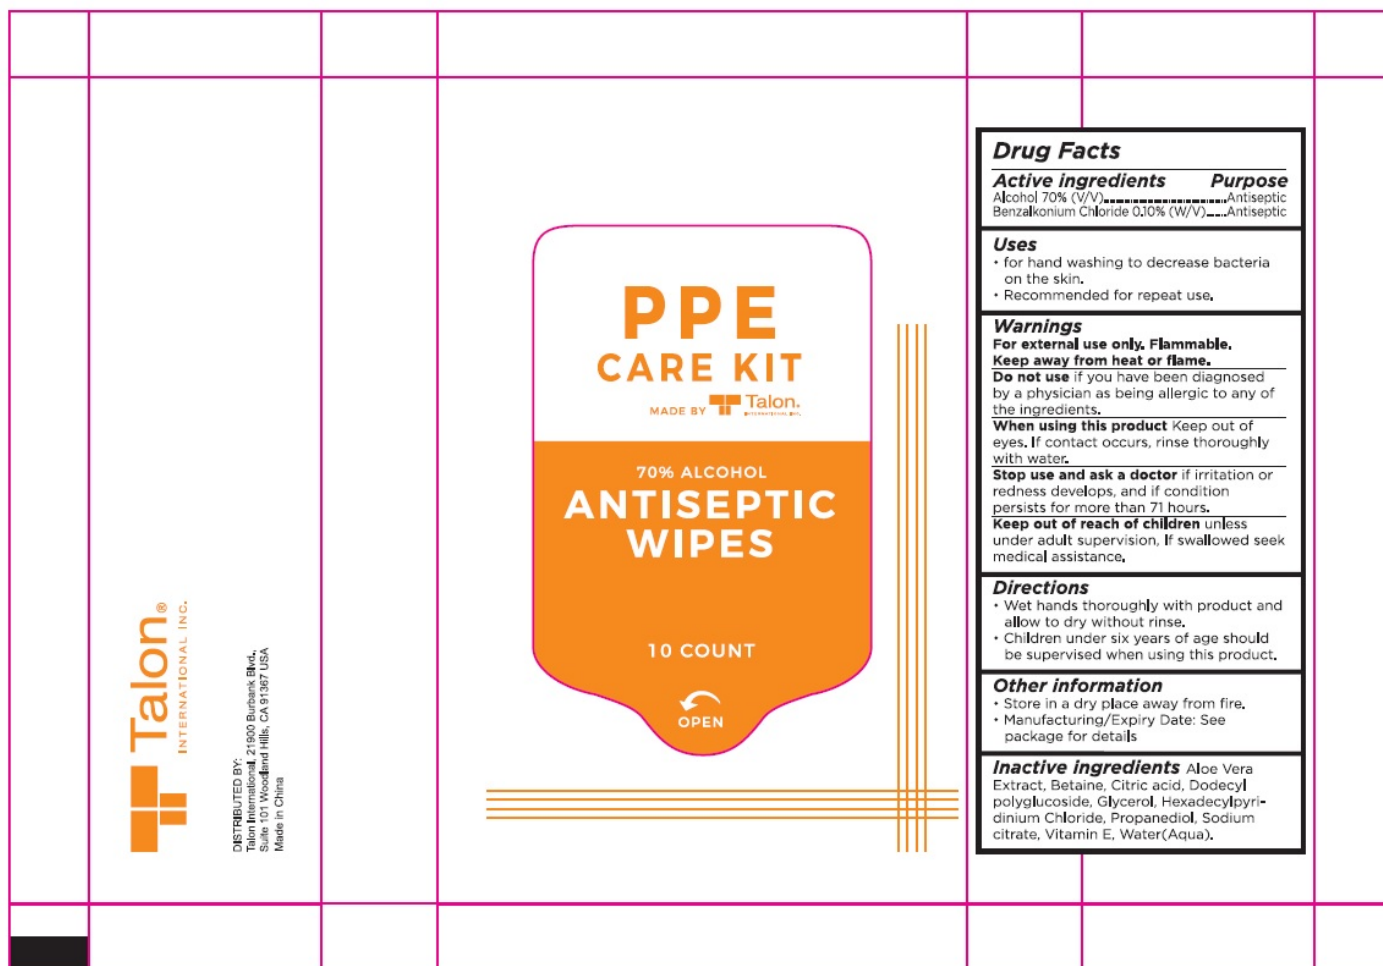 Talon®
INTERNATIONAL INC.
DISTRIBUTED BY:
Talon International, 21900 Burbank Blvd.,
Suite 101 Woodland Hills, CA 91367 USA
Made in China
PPE
CARE KIT
MADE BY Talon.
INTERNATIONAL INC.
70% ALCOHOL
ANTISEPTIC
WIPES
10 COUNT
OPEN
Drug Facts
Active ingredients Purpose
Alcohol 70% (V/V)..............................Antiseptic
Benzalkonium Chloride 0.10% (W/V).....Antiseptic
Uses
• for hand washing to decrease bacteria
on the skin.
• Recommended for repeat use.
Warnings
For external use only. Flammable.
Keep away from heat or flame.
Do not use if you have been diagnosed
by a physician as being allergic to any of
the ingredients.
When using this product Keep out of
eyes. If contact occurs, rinse thoroughly
with water.
Stop use and ask a doctor if irritation or
redness develops, and if condition
persists for more than 71 hours.
Keep out of reach of children unless
under adult supervision, If swallowed seek
medical assistance.
Directions
• Wet hands thoroughly with product and
allow to dry without rinse.
• Children under six years of age should
be supervised when using this product.
Other information
• Store in a dry place away from fire.
• Manufacturing/Expiry Date: See
package for details
Inactive ingredients Aloe Vera
Extract, Betaine, Citric acid, Dodecyl
polyglucoside, Glycerol, Hexadecylpyri-
dinium Chloride, Propanediol, Sodium
citrate, Vitamin E, Water(Aqua).